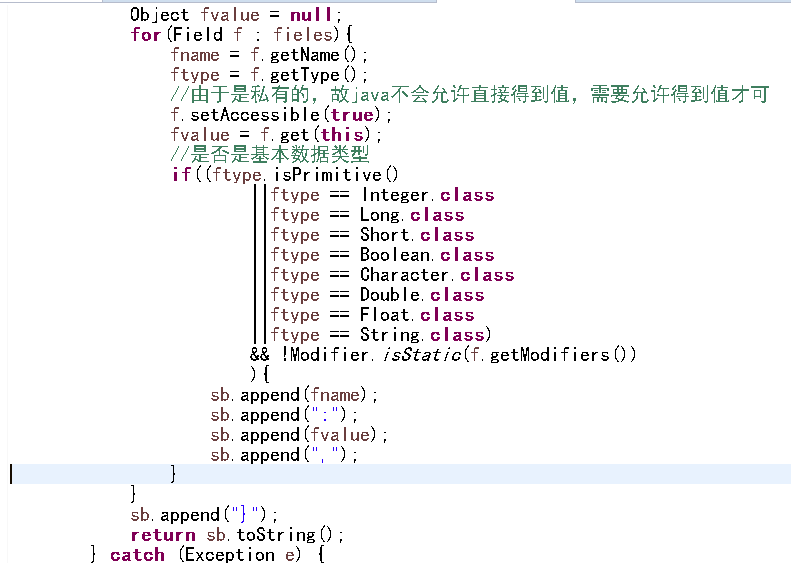 Object fvalue = null;
for(Field f : fieles){
fname = f.getName();
ftype = f.getType();
//由于是私有的，故java不会允许直接得到值，需要允许得到值才可
f.setAccessible(true);
fvalue = f.get(this);
//是否是基本数据类型
if((ftype.isPrimitive()
||ftype == Integer.class
||ftype == Long.class
||ftype == Short.class
||ftype == Boolean.class
||ftype == Character.class
||ftype == Double.class
||ftype == Float.class
||ftype == String.class)
&& !Modifier.isStatic(f.getModifiers())
){
sb.append(fname);
sb.append(":");
sb.append(fvalue);
sb.append(",");
}
}
sb.append("}");
return sb.toString();
} catch (Exception e) {